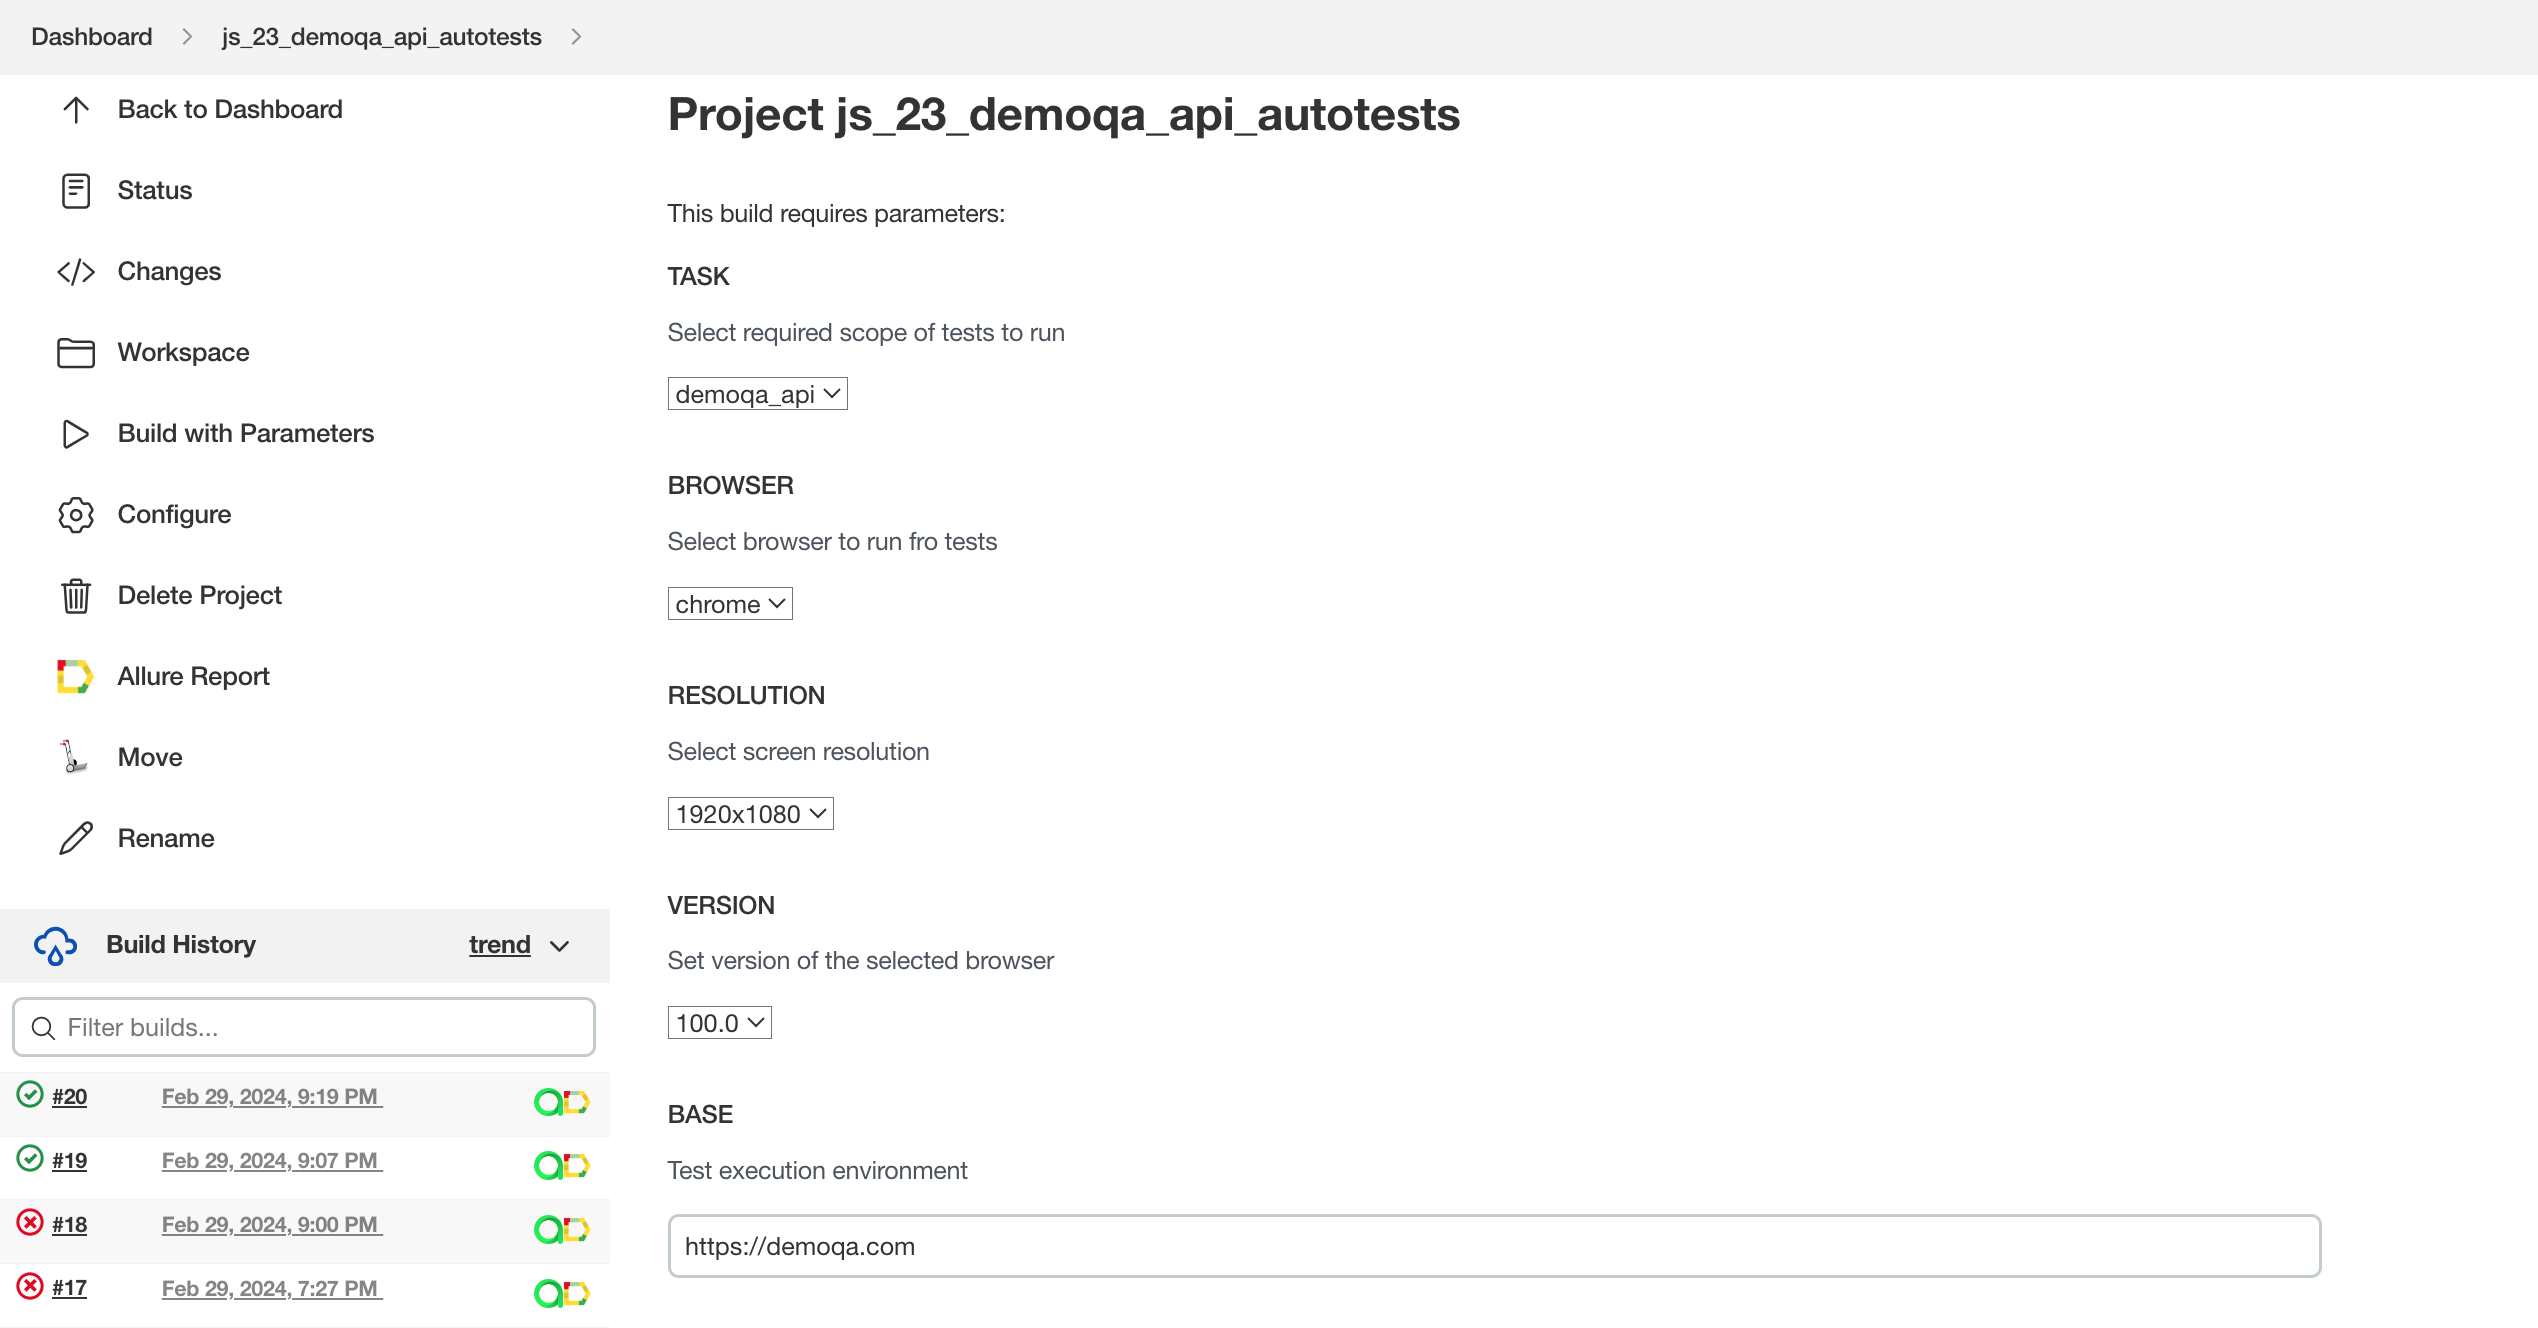 Dashboard
js_23_demoqa_api_autotests
Back to Dashboard
Status
Changes
Workspace
Build with Parameters
Configure
Delete Project
Allure Report
Move
Rename
Build History
trend
Filter builds...
#20 Feb 29, 2024, 9:19 PM
#19 Feb 29, 2024, 9:07 PM
#18 Feb 29, 2024, 9:00 PM
#17 Feb 29, 2024, 7:27 PM
Project js_23_demoqa_api_autotests
This build requires parameters:
TASK
Select required scope of tests to run
demoqa_api
BROWSER
Select browser to run fro tests
chrome
RESOLUTION
Select screen resolution
1920x1080
VERSION
Set version of the selected browser
100.0
BASE
Test execution environment
https://demoqa.com